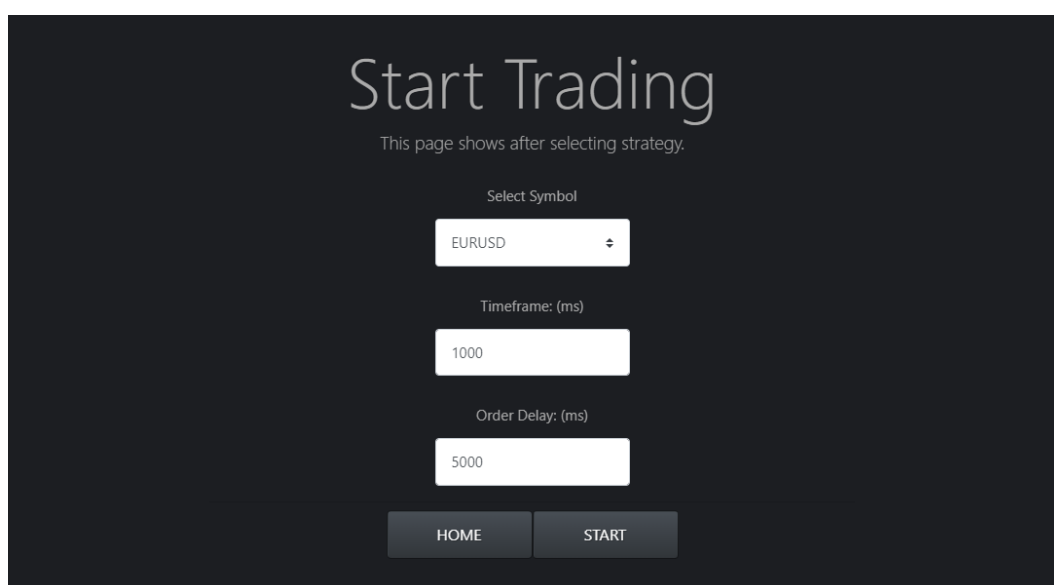 Start Trading
This page shows after selecting strategy.
Select Symbol
EURUSD
Timeframe: (ms)
1000
Order Delay: (ms)
5000
HOME START